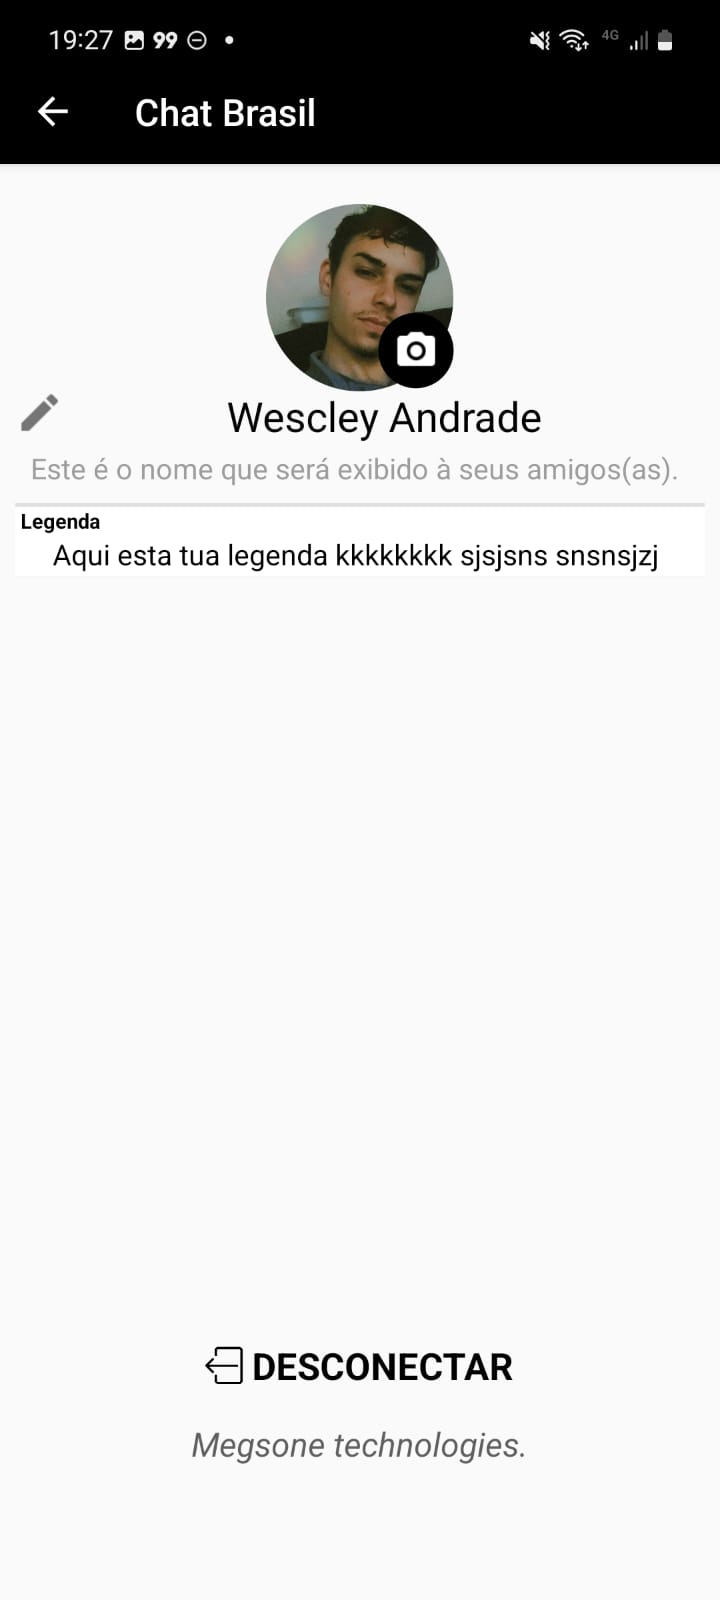 19:27 99
4G
Chat Brasil
Wescley Andrade
Este é o nome que será exibido à seus amigos(as).
Legenda
Aqui esta tua legenda kkkkkkkk sjsjsns snsnsjzj
DESCONECTAR
Megsone technologies.